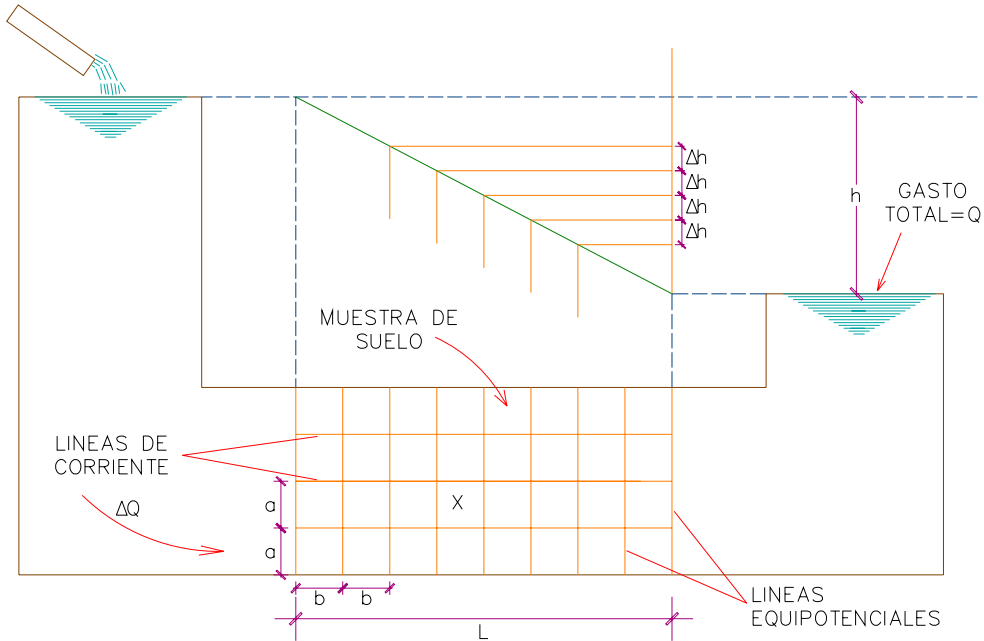 Δh
Δh
Δh
Δh
h
GASTO
TOTAL=Q
MUESTRA DE
SUELO
LINEAS DE
CORRIENTE
ΔQ
a
a
X
b
b
L
LINEAS
EQUIPOTENCIALES